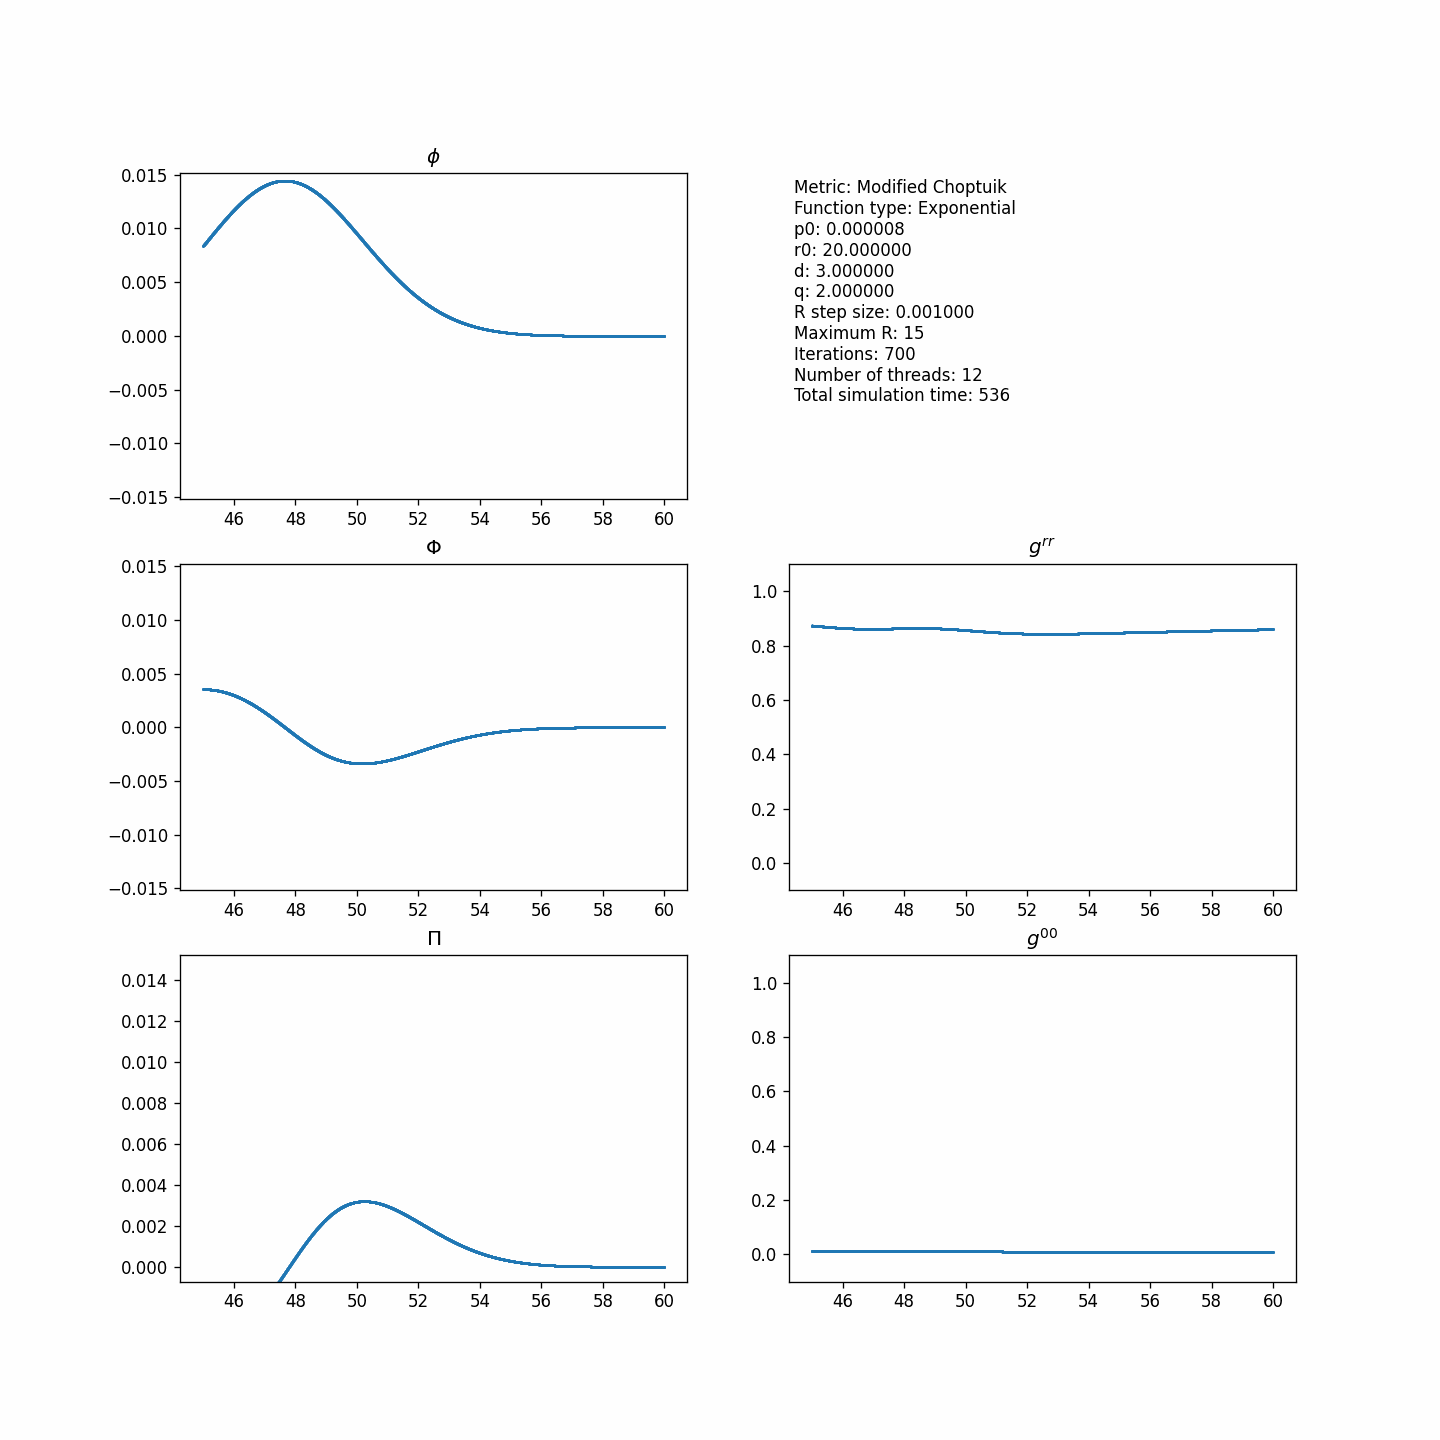 ϕ
0.015
0.010
0.005
0.000
−0.005
−0.010
−0.015
46 48 50 52 54 56 58 60
Metric: Modified Choptuik
Function type: Exponential
p0: 0.000008
r0: 20.000000
d: 3.000000
q: 2.000000
R step size: 0.001000
Maximum R: 15
Iterations: 700
Number of threads: 12
Total simulation time: 536
Φ
0.015
0.010
0.005
0.000
−0.005
−0.010
−0.015
46 48 50 52 54 56 58 60
g^{rr}
1.0
0.8
0.6
0.4
0.2
0.0
46 48 50 52 54 56 58 60
Π
0.014
0.012
0.010
0.008
0.006
0.004
0.002
0.000
46 48 50 52 54 56 58 60
g^{00}
1.0
0.8
0.6
0.4
0.2
0.0
46 48 50 52 54 56 58 60